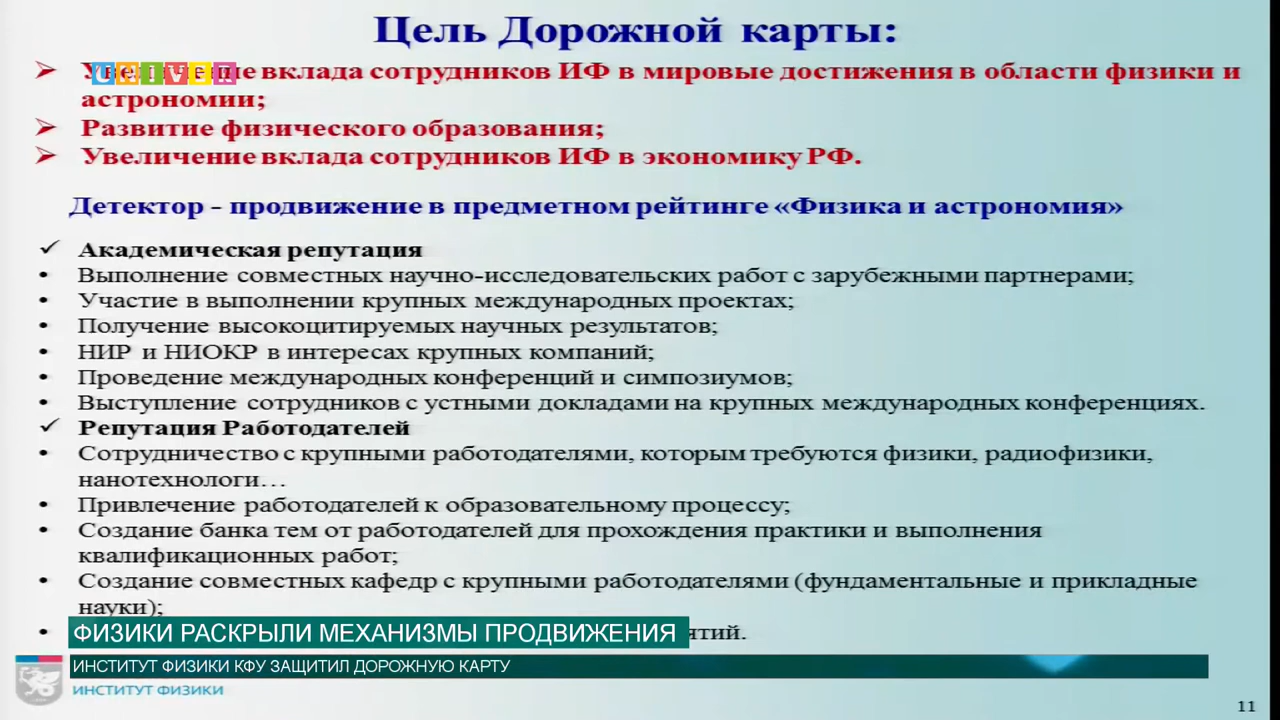 Цель Дорожной карты:
UNIVER
вклада сотрудников ИФ в мировые достижения в области физики и
астрономии;
Развитие физического образования;
Увеличение вклада сотрудников ИФ в экономику РФ.
Детектор - продвижение в предметном рейтинге «Физика и астрономия»
Академическая репутация
Выполнение совместных научно-исследовательских работ с зарубежными партнерами;
Участие в выполнении крупных международных проектах;
Получение высокоцитируемых научных результатов;
НИР и НИОКР в интересах крупных компаний;
Проведение международных конференций и симпозиумов;
Выступление сотрудников с устными докладами на крупных международных конференциях.
Репутация Работодателей
Сотрудничество с крупными работодателями, которым требуются физики, радиофизики,
нанотехнологи…
Привлечение работодателей к образовательному процессу;
Создание банка тем от работодателей для прохождения практики и выполнения
квалификационных работ;
Создание совместных кафедр с крупными работодателями (фундаментальные и прикладные
науки);
ФИЗИКИ РАСКРЫЛИ МЕХАНИЗМЫ ПРОДВИЖЕНИЯ
ИНСТИТУТ ФИЗИКИ КФУ ЗАЩИТИЛ ДОРОЖНУЮ КАРТУ
ИНСТИТУТ ФИЗИКИ
11